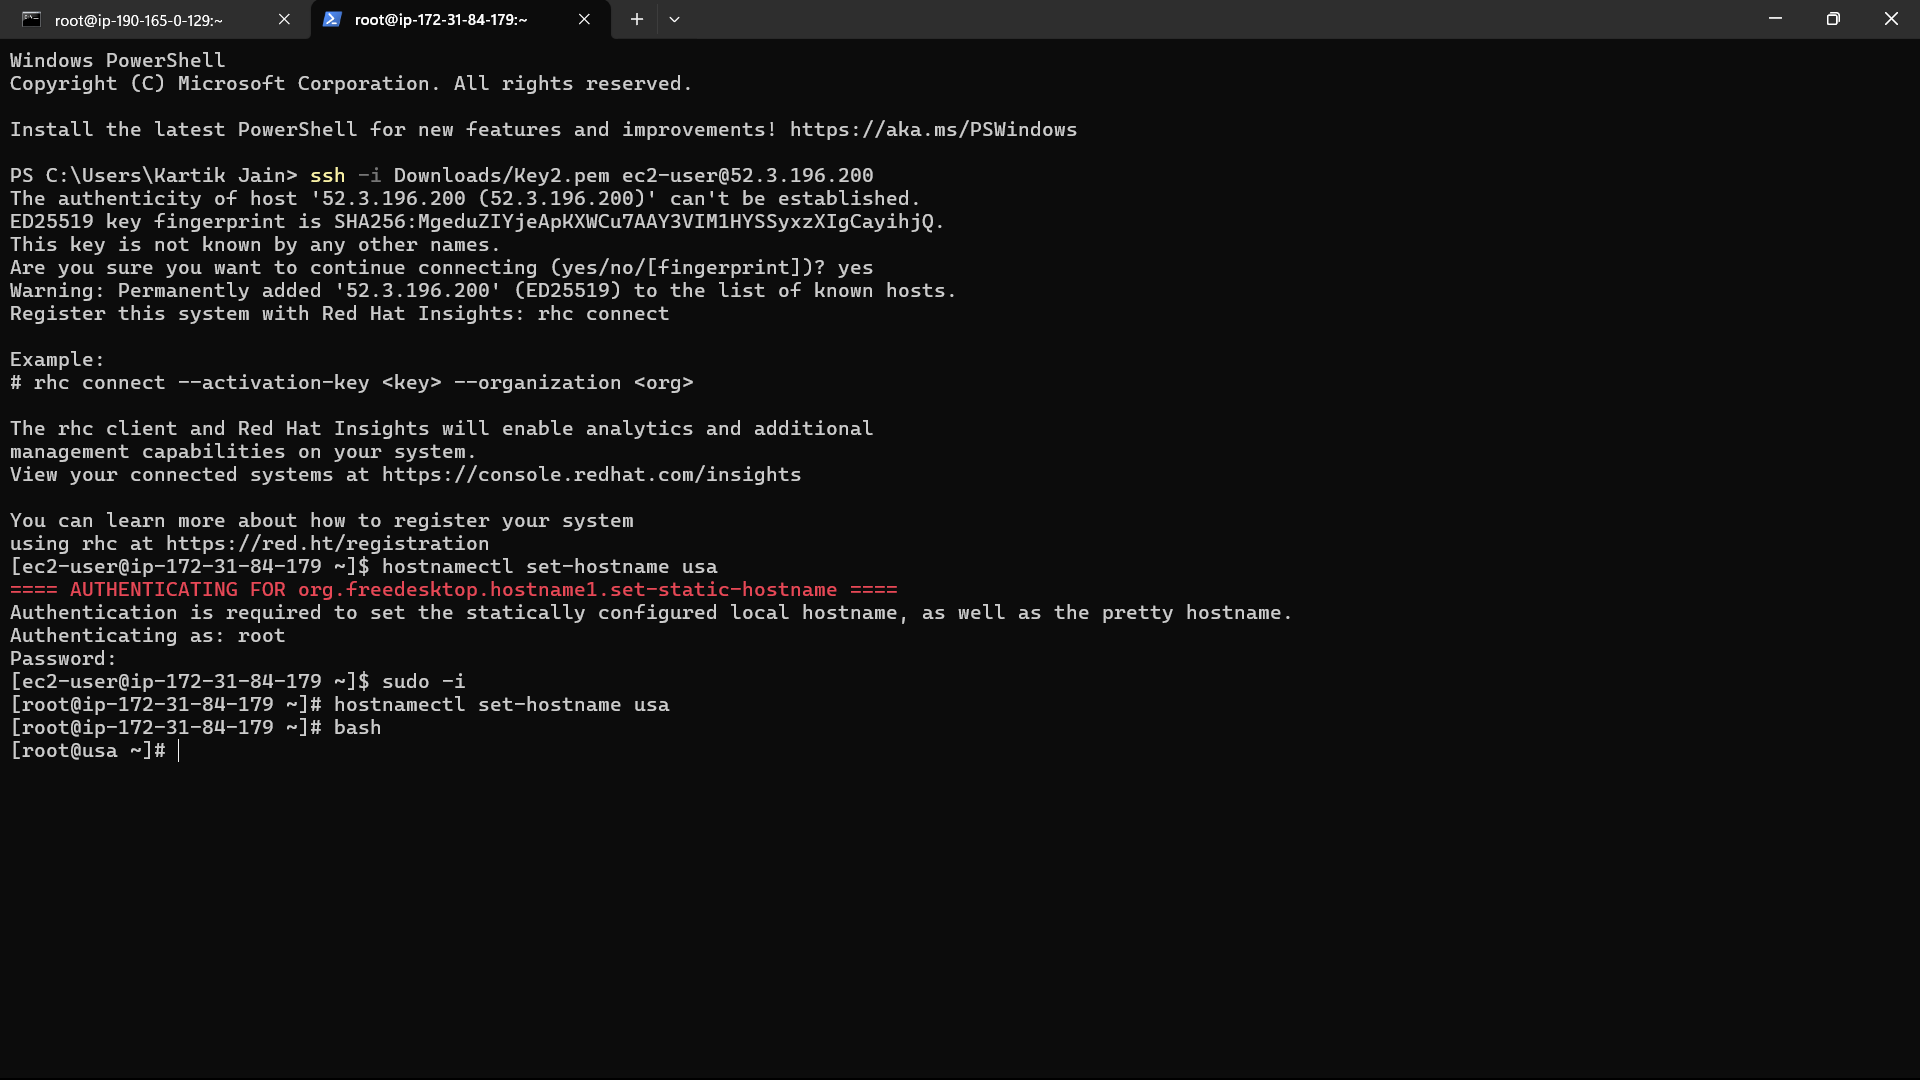 root@ip-190-165-0-129:~
root@ip-172-31-84-179:~
Windows PowerShell
Copyright (C) Microsoft Corporation. All rights reserved.
Install the latest PowerShell for new features and improvements! https://aka.ms/PSWindows
PS C:\Users\Kartik Jain> ssh -i Downloads/Key2.pem ec2-user@52.3.196.200
The authenticity of host '52.3.196.200 (52.3.196.200)' can't be established.
ED25519 key fingerprint is SHA256:MgeduZIYjeApKXWCu7AAY3VIM1HYSSyxzXIgCayihjQ.
This key is not known by any other names.
Are you sure you want to continue connecting (yes/no/[fingerprint])? yes
Warning: Permanently added '52.3.196.200' (ED25519) to the list of known hosts.
Register this system with Red Hat Insights: rhc connect
Example:
# rhc connect --activation-key <key> --organization <org>
The rhc client and Red Hat Insights will enable analytics and additional
management capabilities on your system.
View your connected systems at https://console.redhat.com/insights
You can learn more about how to register your system
using rhc at https://red.ht/registration
[ec2-user@ip-172-31-84-179 ~]$ hostnamectl set-hostname usa
==== AUTHENTICATING FOR org.freedesktop.hostname1.set-static-hostname ====
Authentication is required to set the statically configured local hostname, as well as the pretty hostname.
Authenticating as: root
Password:
[ec2-user@ip-172-31-84-179 ~]$ sudo -i
[root@ip-172-31-84-179 ~]# hostnamectl set-hostname usa
[root@ip-172-31-84-179 ~]# bash
[root@usa ~]#